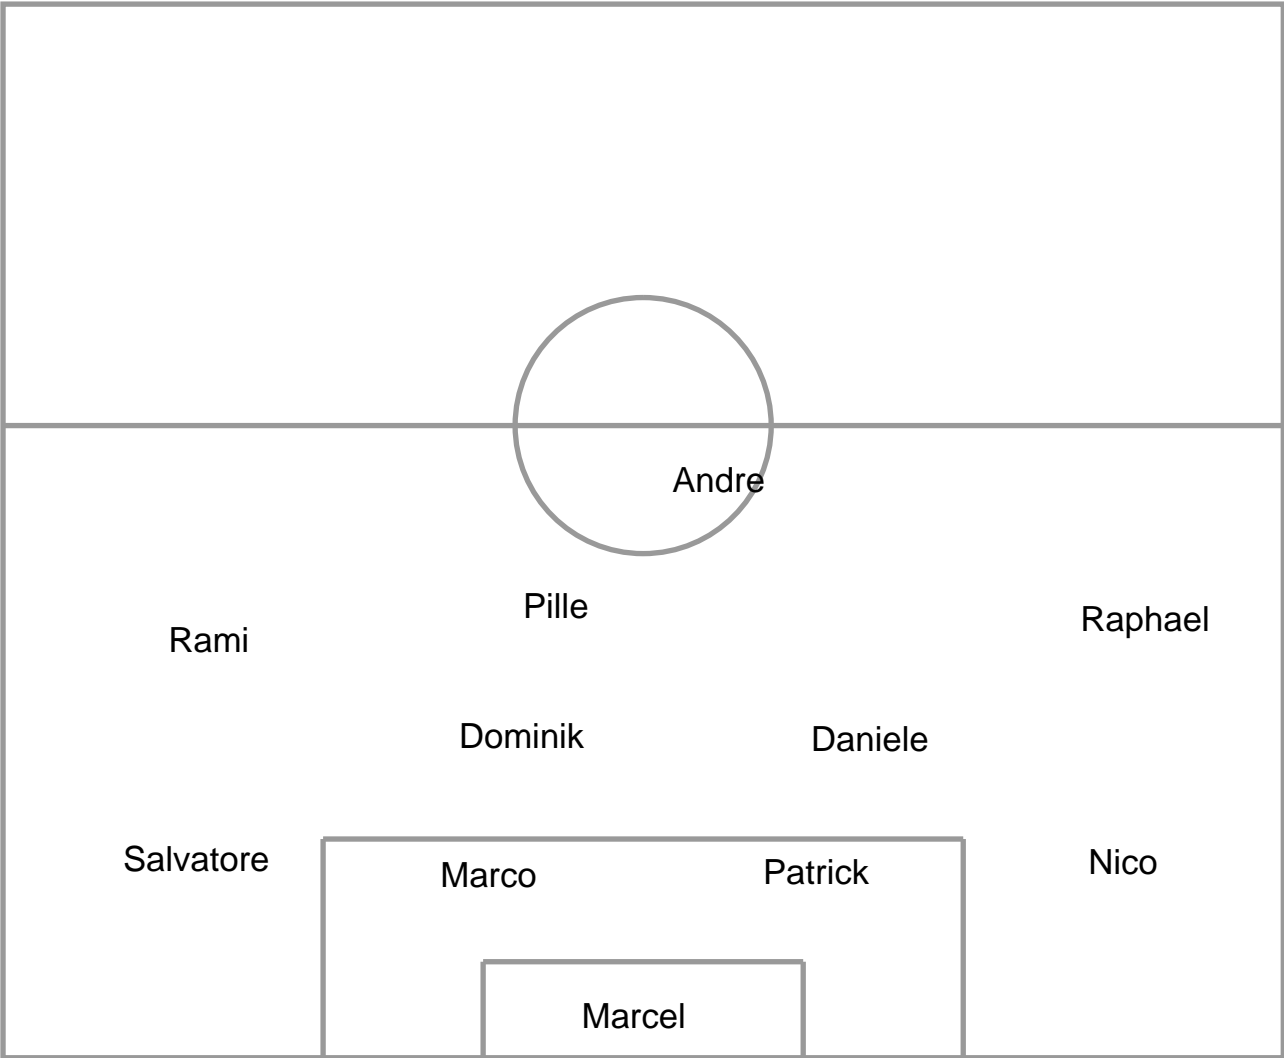 Andre
Pille
Raphael
Rami
Dominik
Daniele
Salvatore
Marco
Patrick
Nico
Marcel